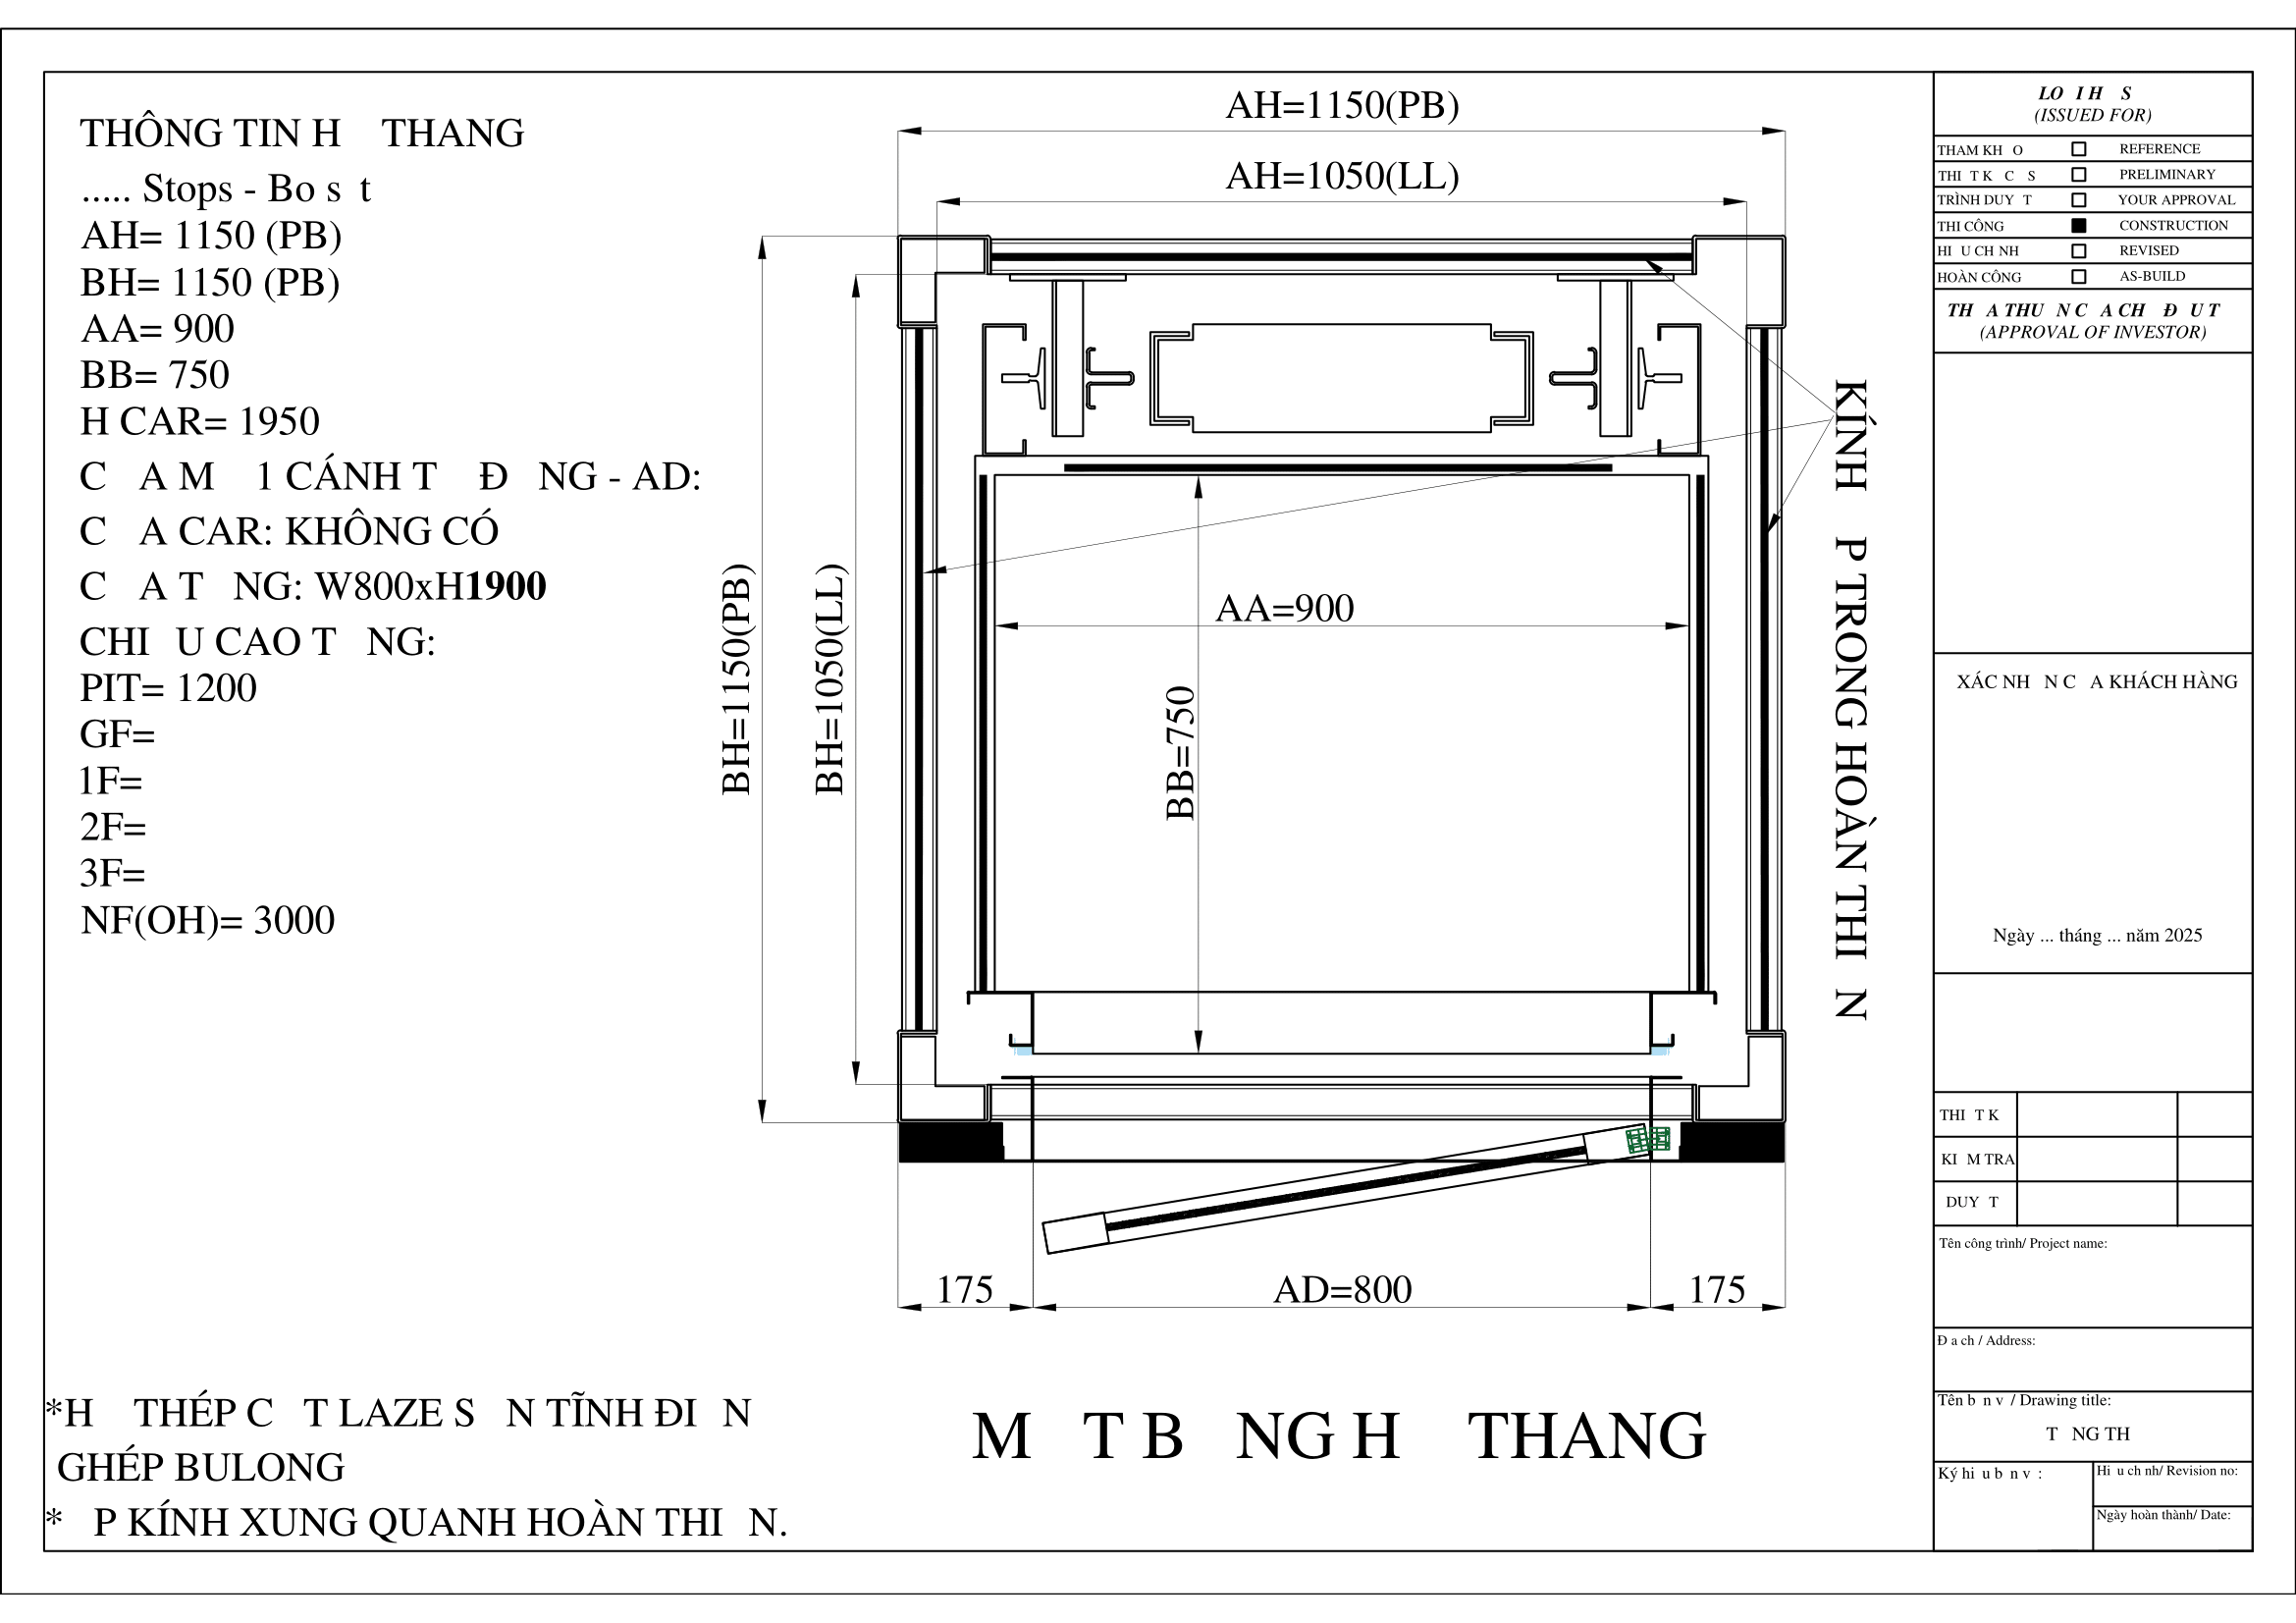 THÔNG TIN H THANG
..... Stops - Bo s t
AH= 1150 (PB)
BH= 1150 (PB)
AA= 900
BB= 750
H CAR= 1950
C A M 1 CÁNH T Đ NG - AD:
C A CAR: KHÔNG CÓ
C A T NG: W800xH1900
CHI U CAO T NG:
PIT= 1200
GF=
1F=
2F=
3F=
NF(OH)= 3000
*H THÉP C T LAZE S N TĨNH ĐI N
GHÉP BULONG
* P KÍNH XUNG QUANH HOÀN THI N.
AH=1150(PB)
AH=1050(LL)
BH=1150(PB)
BH=1050(LL)
AA=900
BB=750
KÍNH P TRONG HOÀN THI N
175
AD=800
175
M T B NG H THANG
LO I H S
(ISSUED FOR)
THAM KH O REFERENCE
THI T K C S PRELIMINARY
TRÌNH DUY T YOUR APPROVAL
THI CÔNG CONSTRUCTION
HI U CH NH REVISED
HOÀN CÔNG AS-BUILD
TH A THU N C A CH Đ U T
(APPROVAL OF INVESTOR)
XÁC NH N C A KHÁCH HÀNG
Ngày ... tháng ... năm 2025
THI T K
KI M TRA
DUY T
Tên công trình/ Project name:
Đ a ch / Address:
Tên b n v / Drawing title:
T NG TH
Ký hi u b n v :
Hi u ch nh/ Revision no:
Ngày hoàn thành/ Date: